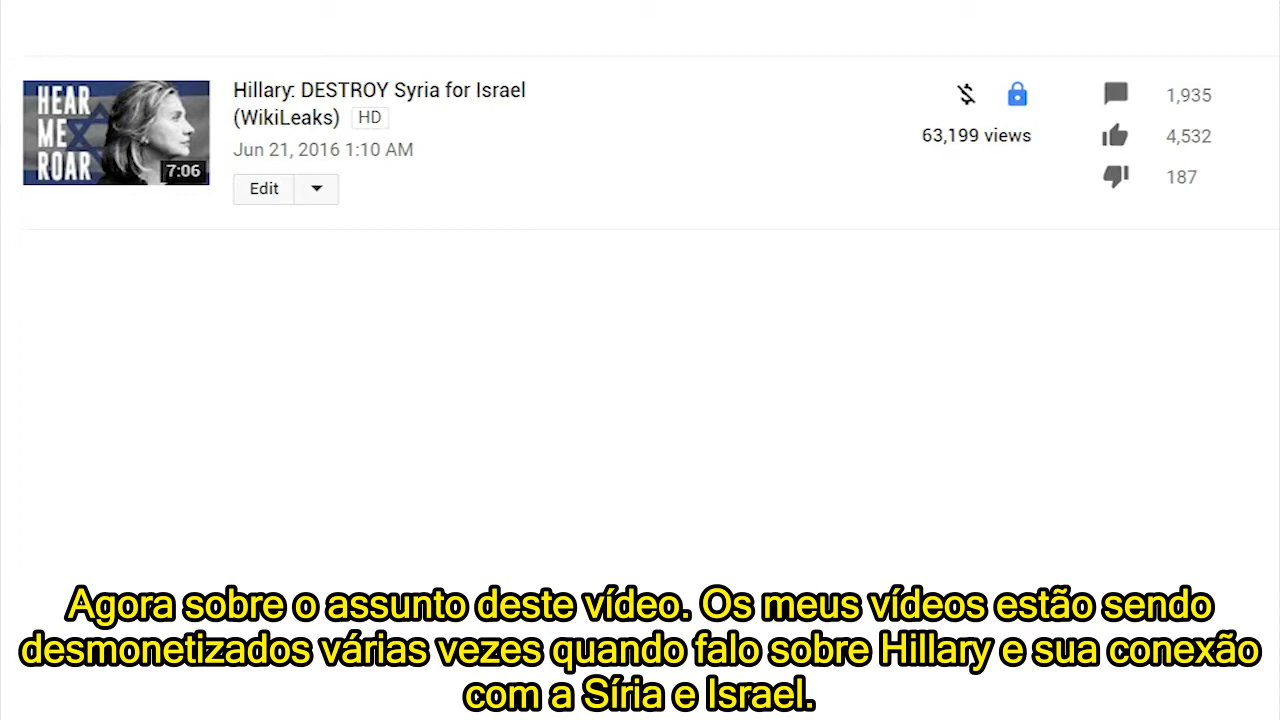 HEAR
ME
ROAR
7:06
Hillary: DESTROY Syria for Israel
(WikiLeaks) HD
Jun 21, 2016 1:10 AM
Edit
63,199 views
1,935
4,532
187
Agora sobre o assunto deste vídeo. Os meus vídeos estão sendo
desmonetizados várias vezes quando falo sobre Hillary e sua conexão
com a Síria e Israel.